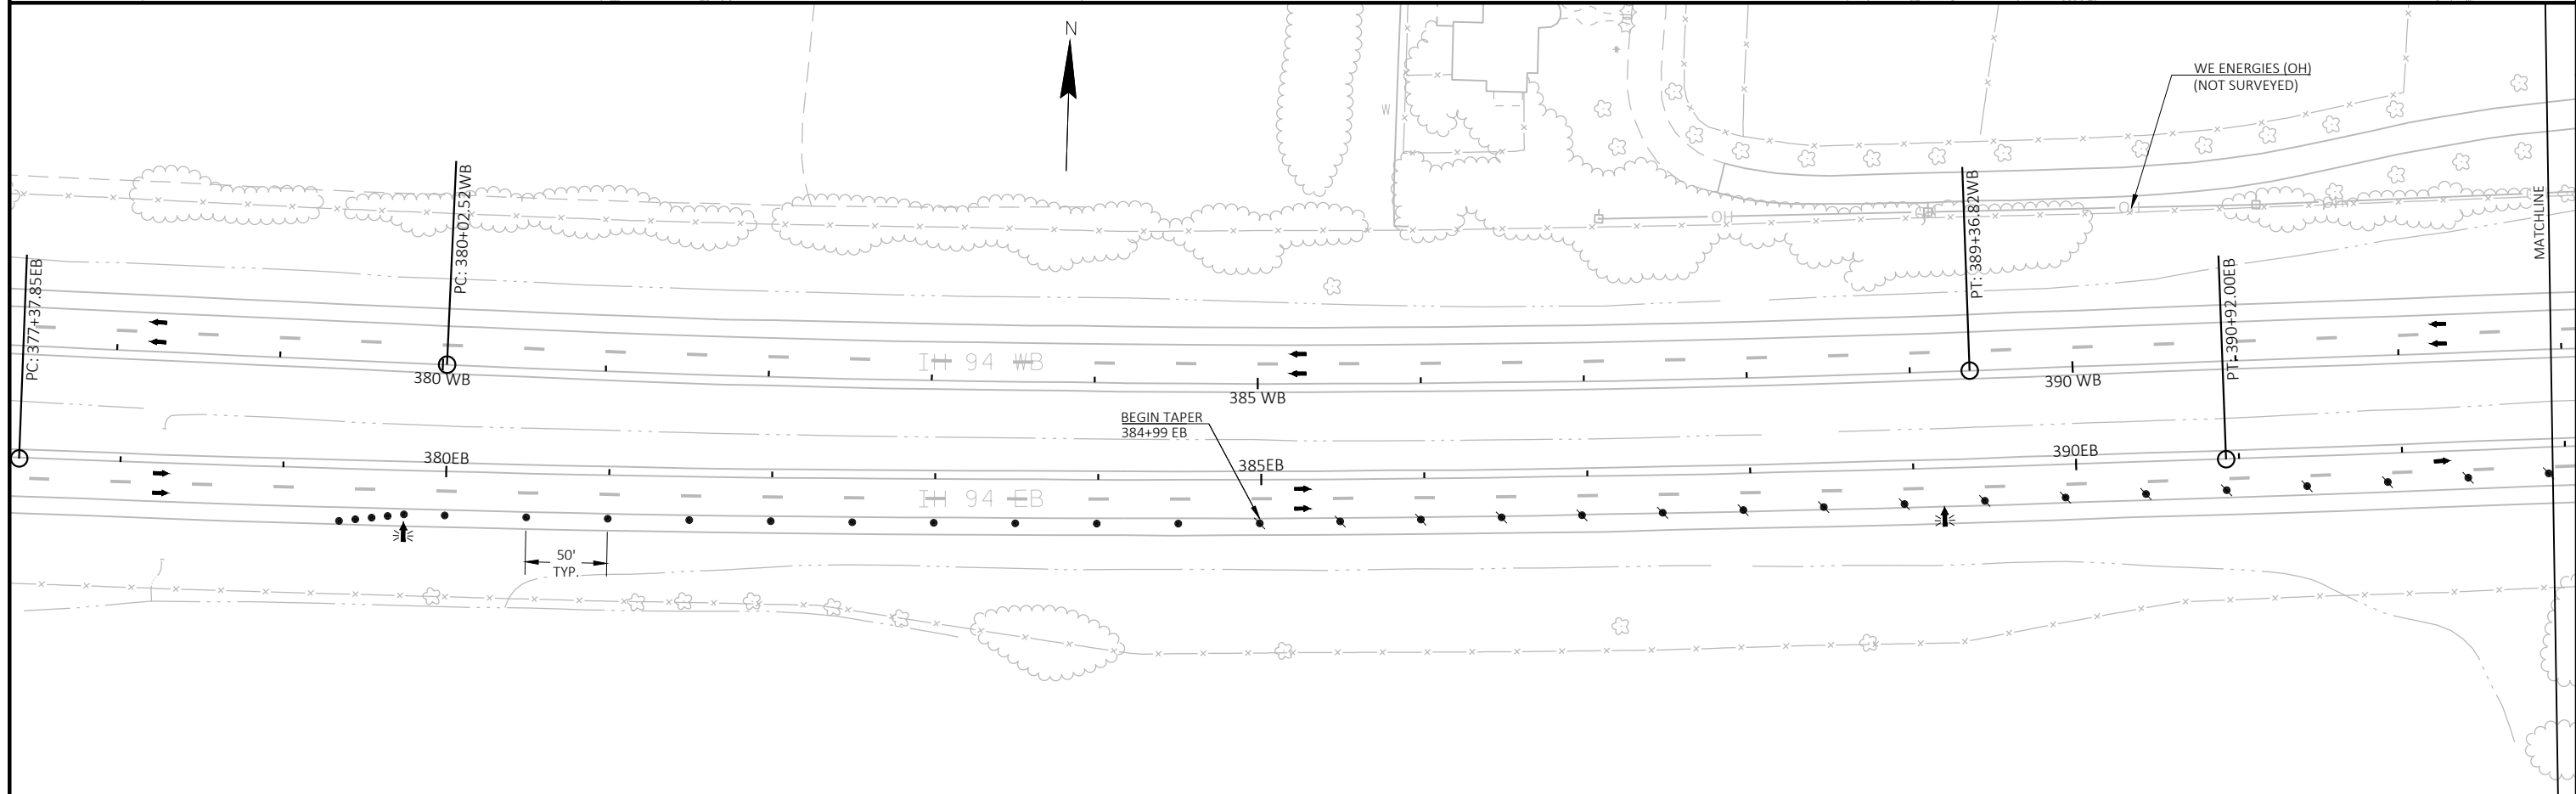 N
WE ENERGIES (OH)
(NOT SURVEYED)
W
PC: 380+02.52WB
PT: 389+36.82WB
MATCHLINE
OH
PC: 377+37.85EB
PT: 390+92.00EB
IH 94 WB
380 WB
385 WB
390 WB
BEGIN TAPER
384+99 EB
380EB
385EB
390EB
IH 94 EB
50'
TYP.